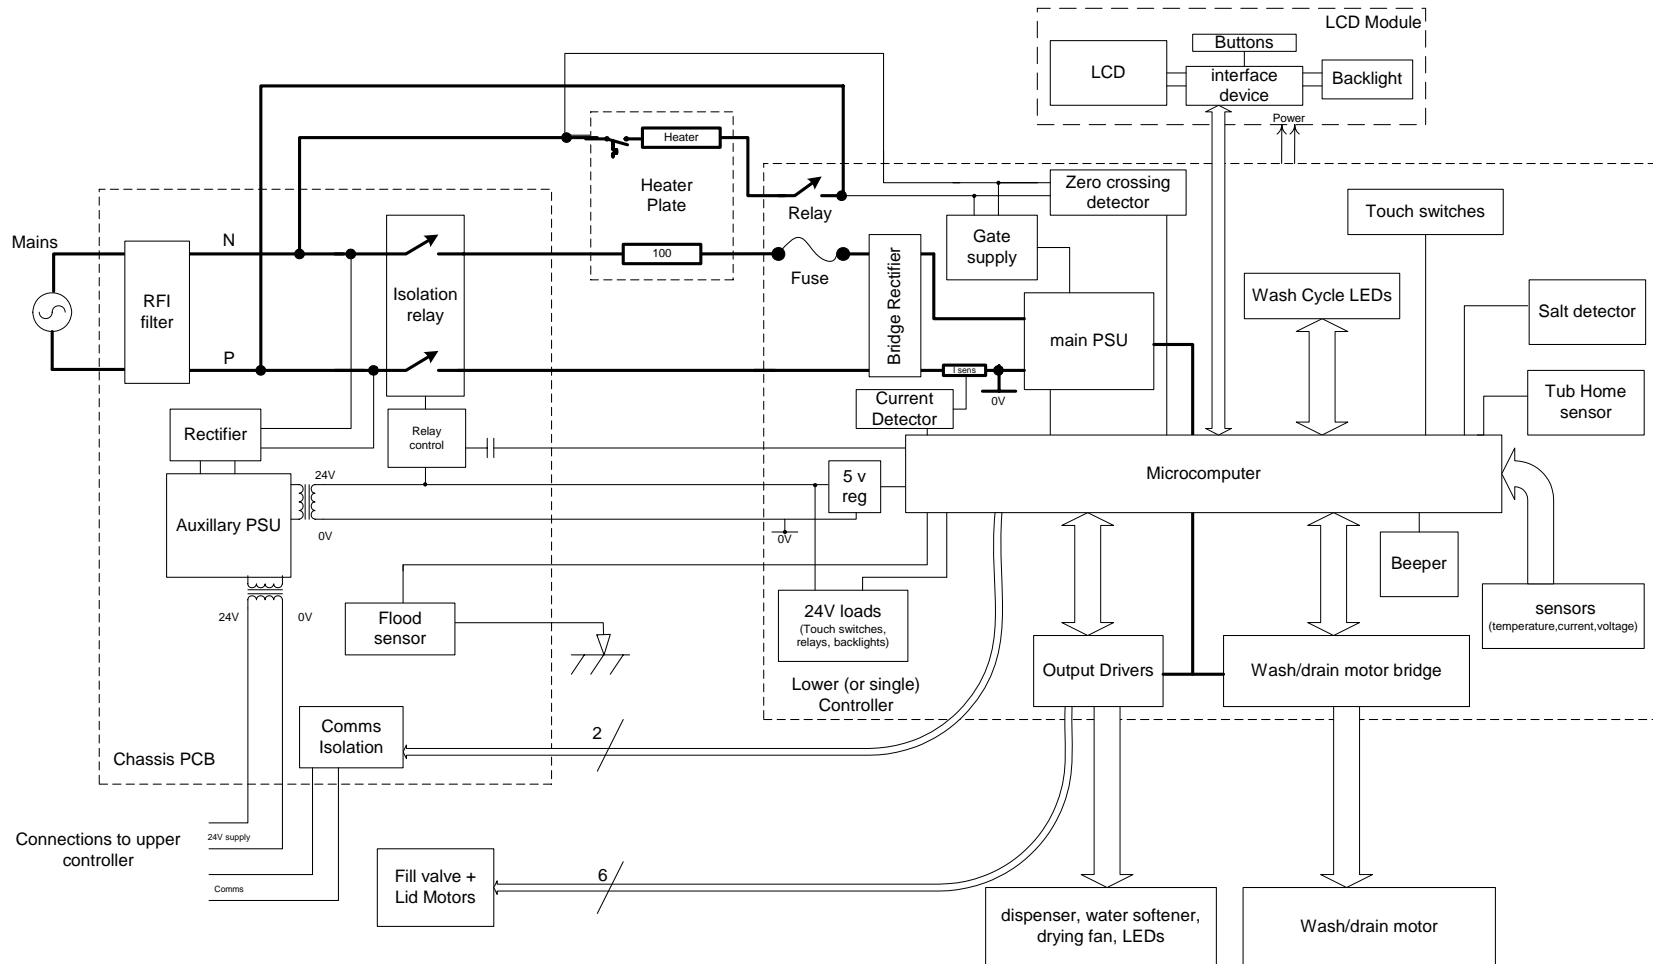 LCD Module
Buttons
LCD
interface
device
Backlight
Power
Heater
Heater
Plate
Zero crossing
detector
Relay
Touch switches
Mains
N
100
Fuse
Gate
supply
RFI
filter
Isolation
relay
Bridge Rectifier
Wash Cycle LEDs
Salt detector
main PSU
P
I sens
0V
Current
Detector
Tub Home
sensor
Rectifier
Relay
control
Microcomputer
24V
5 v
reg
Auxillary PSU
0V
0V
Beeper
24V
0V
Flood
sensor
24V loads
(Touch switches,
relays, backlights)
sensors
(temperature,current,voltage)
Output Drivers
Wash/drain motor bridge
Lower (or single)
Controller
Comms
Isolation
2
Chassis PCB
Connections to upper
controller
24V supply
Comms
Fill valve +
Lid Motors
6
dispenser, water softener,
drying fan, LEDs
Wash/drain motor